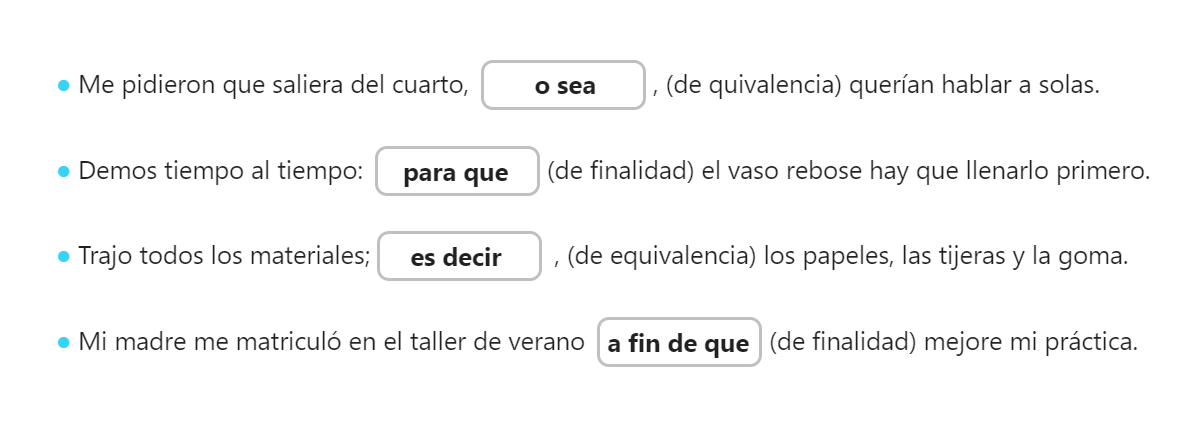 • Me pidieron que saliera del cuarto, o sea , (de quivalencia) querían hablar a solas.
• Demos tiempo al tiempo: para que (de finalidad) el vaso rebose hay que llenarlo primero.
• Trajo todos los materiales; es decir , (de equivalencia) los papeles, las tijeras y la goma.
• Mi madre me matriculó en el taller de verano a fin de que (de finalidad) mejore mi práctica.